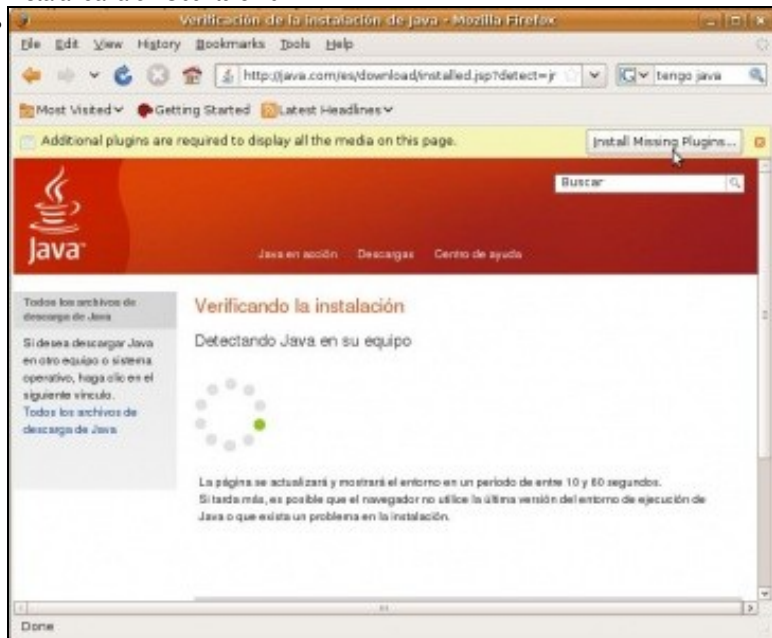 Verificación de la instalación de Java - Mozilla Firefox
File Edit View History Bookmarks Tools Help
http://java.com/es/download/installed.jsp?detect=jr
tengo java
Most Visited Getting Started Latest Headlines
Additional plugins are required to display all the media on this page.
Install Missing Plugins...
Buscar
Java
Java en acción Descargas Centro de ayuda
Todos los archivos de
descarga de Java
Si desea descargar Java
en otro equipo o sistema
operativo, haga clic en el
siguiente vínculo.
Todos los archivos de
descarga de Java
Verificando la instalación
Detectando Java en su equipo
La página se actualizará y mostrará el entorno en un periodo de entre 10 y 60 segundos.
Si tarda más, es posible que el navegador no utilice la última versión del entorno de ejecución de
Java o que exista un problema en la instalación.
Done